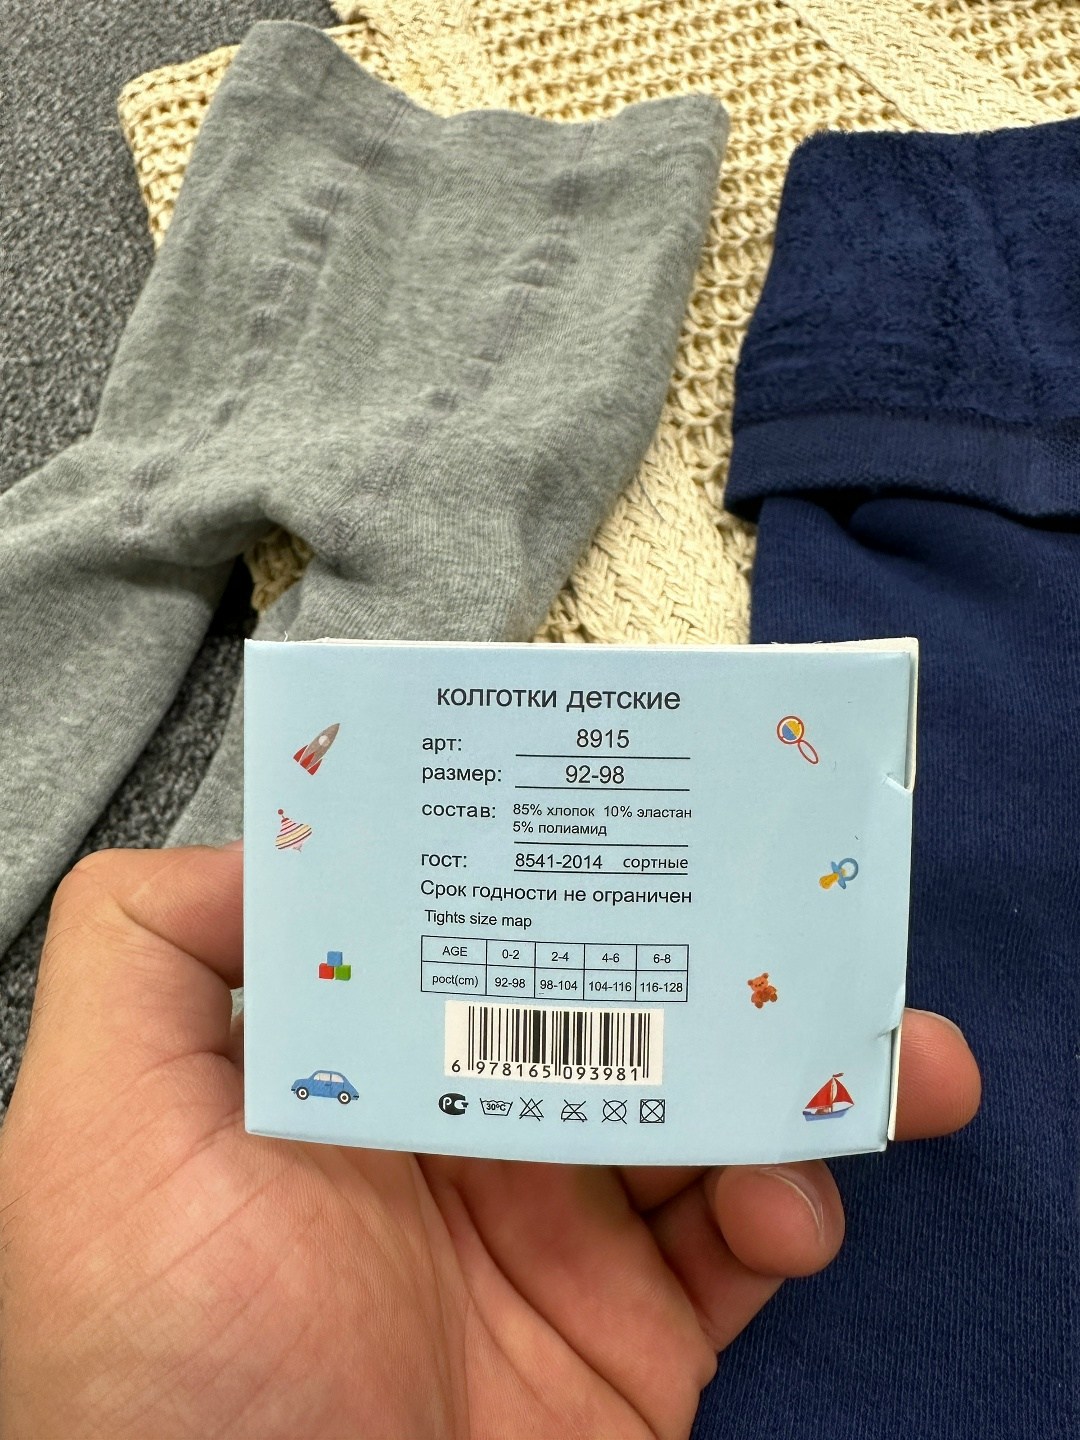 колготки детские
арт: 8915
размер: 92-98
состав: 85% хлопок 10% эластан
5% полиамид
гост: 8541-2014 сортные
Срок годности не ограничен
Tights size map
AGE 0-2 2-4 4-6 6-8
рост(cm) 92-98 98-104 104-116 116-128
6 978165 093981
РС 30°C